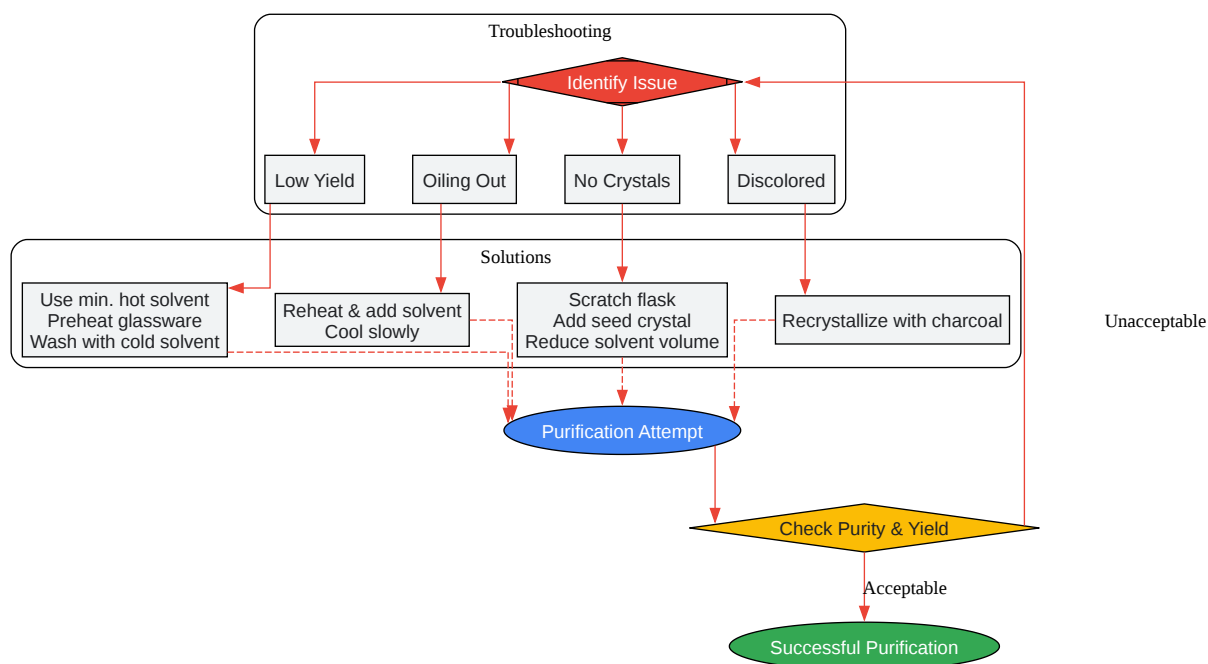 Troubleshooting
Identify Issue
Low Yield
Oiling Out
No Crystals
Discolored
Solutions
Use min. hot solvent
Preheat glassware
Wash with cold solvent
Reheat & add solvent
Cool slowly
Scratch flask
Add seed crystal
Reduce solvent volume
Recrystallize with charcoal
Unacceptable
Purification Attempt
Check Purity & Yield
Acceptable
Successful Purification